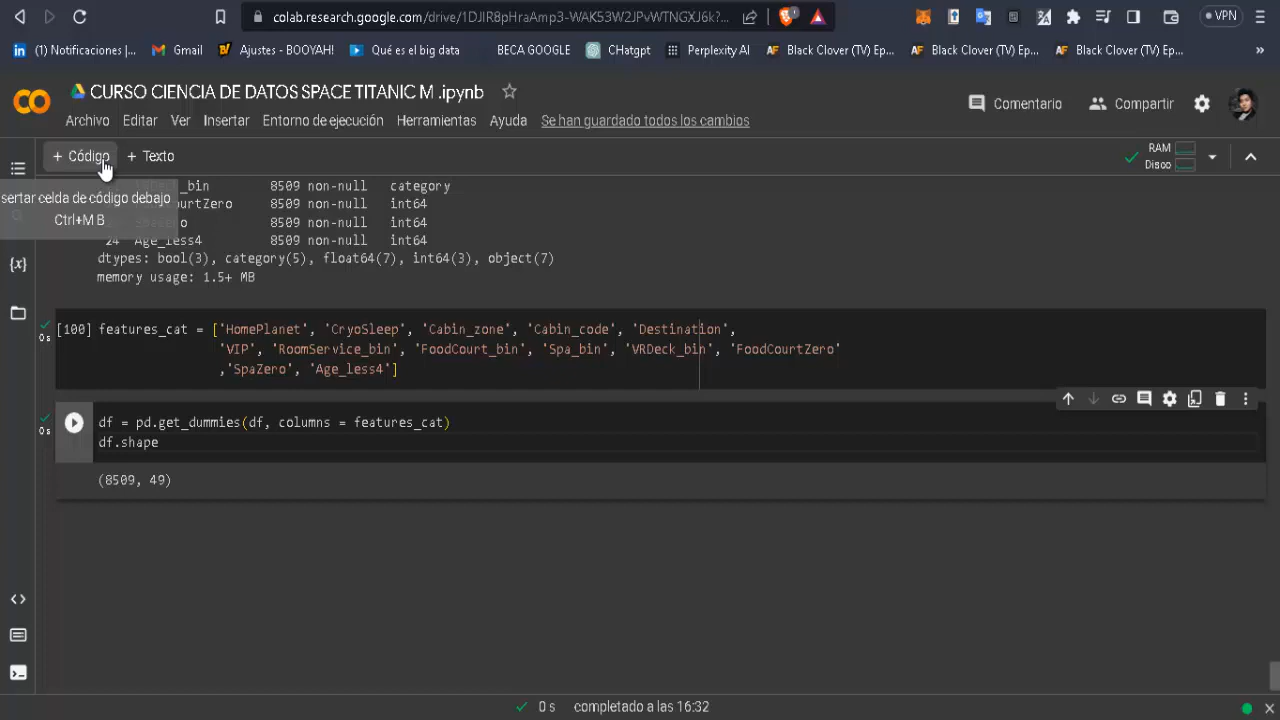 colab.research.google.com/drive/1DJIR8pHraAmp3-WAK53W2JPvWTNGXJ6k?...
VPN
(1) Notificaciones |...
Gmail
Ajustes - BOOYAH!
Qué es el big data
BECA GOOGLE
CHatgpt
Perplexity AI
Black Clover (TV) Ep...
Black Clover (TV) Ep...
Black Clover (TV) Ep...
»
CURSO CIENCIA DE DATOS SPACE TITANIC M .ipynb
Comentario
Compartir
Archivo Editar Ver Insertar Entorno de ejecución Herramientas Ayuda Se han guardado todos los cambios
+ Código + Texto
RAM
Disco
sertar celda de código debajo
Ctrl+M B
_bin 8509 non-null category
ourtZero 8509 non-null int64
8509 non-null int64
24 Age_less4 8509 non-null int64
dtypes: bool(3), category(5), float64(7), int64(3), object(7)
memory usage: 1.5+ MB
[100] features_cat = ['HomePlanet', 'CryoSleep', 'Cabin_zone', 'Cabin_code', 'Destination',
'VIP', 'RoomService_bin', 'FoodCourt_bin', 'Spa_bin', 'VRDeck_bin', 'FoodCourtZero'
,'SpaZero', 'Age_less4']
0s
df = pd.get_dummies(df, columns = features_cat)
df.shape
0s
(8509, 49)
{x}
0 s completado a las 16:32